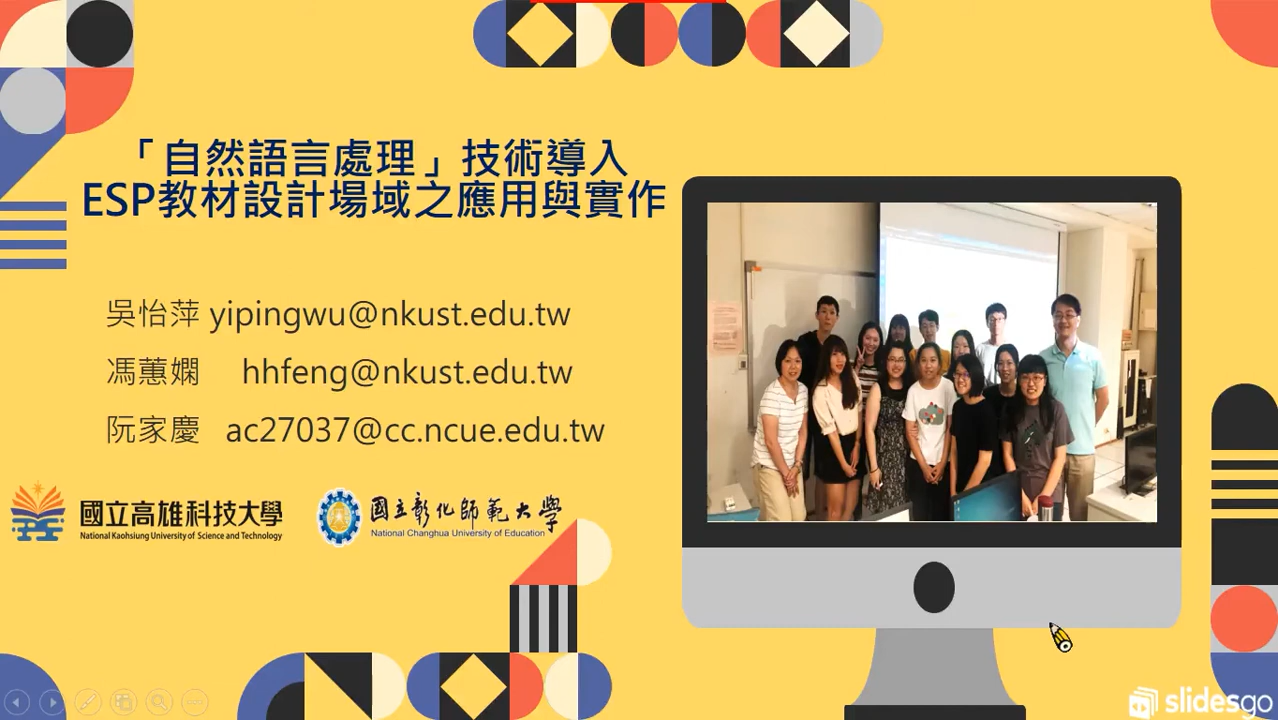 「自然語言處理」技術導入
ESP教材設計場域之應用與實作
吳怡萍 yipingwu@nkust.edu.tw
馮蕙嫻 hhfeng@nkust.edu.tw
阮家慶 ac27037@cc.ncue.edu.tw
國立高雄科技大學
National Kaohsiung University of Science and Technology
國立彰化師範大學
National Changhua University of Education
slidesgo